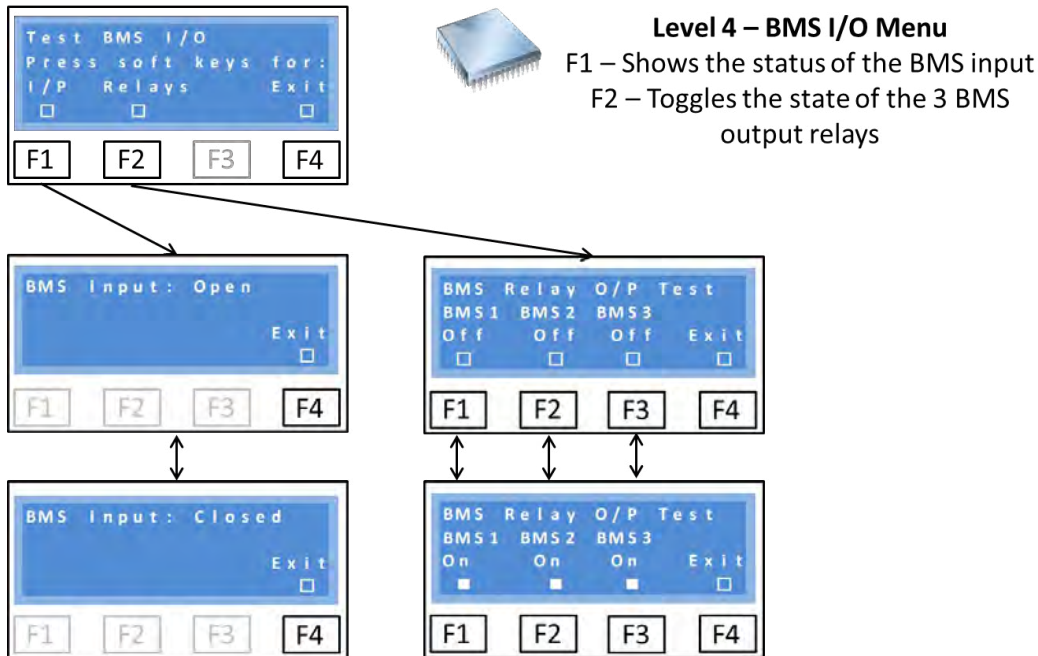 Test BMS I/O
Press soft keys for:
I/P Relays Exit
F1 F2 F3 F4
Level 4 – BMS I/O Menu
F1 – Shows the status of the BMS input
F2 – Toggles the state of the 3 BMS
output relays
BMS Input: Open
Exit
F1 F2 F3 F4
BMS Relay O/P Test
BMS1 BMS2 BMS3
Off Off Off Exit
F1 F2 F3 F4
BMS Input: Closed
Exit
F1 F2 F3 F4
BMS Relay O/P Test
BMS1 BMS2 BMS3
On On On Exit
F1 F2 F3 F4